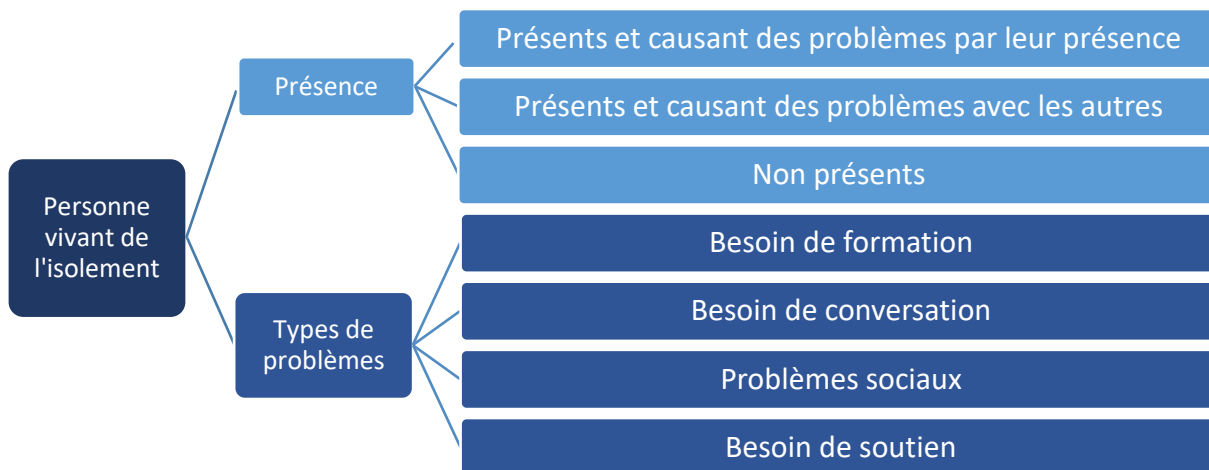 Présents et causant des problèmes par leur présence
Présence
Présents et causant des problèmes avec les autres
Non présents
Personne
vivant de
l'isolement
Besoin de formation
Besoin de conversation
Types de
problèmes
Problèmes sociaux
Besoin de soutien